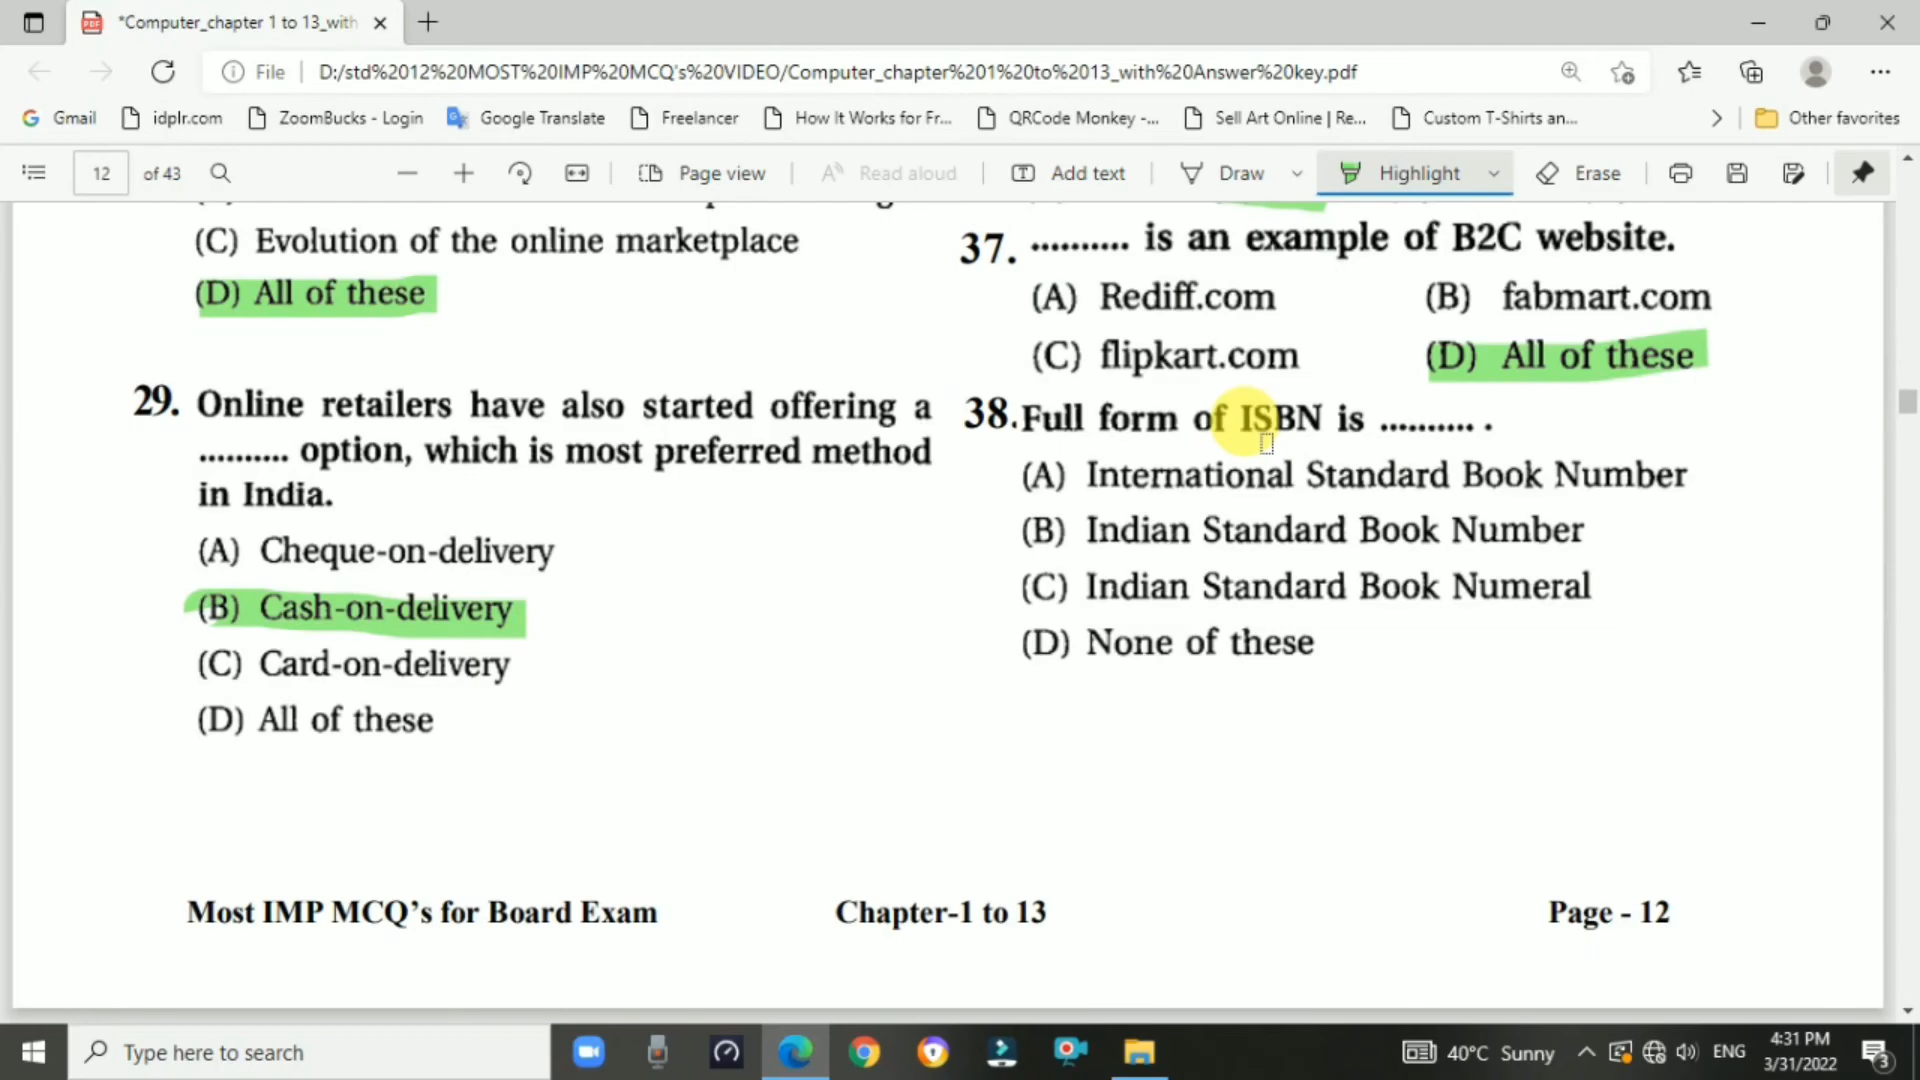 *Computer_chapter 1 to 13_with
File
D:/std%2012%20MOST%20IMP%20MCQ's%20VIDEO/Computer_chapter%201%20to%2013_with%20Answer%20key.pdf
Gmail
idplr.com
ZoomBucks - Login
Google Translate
Freelancer
How It Works for Fr...
QRCode Monkey -...
Sell Art Online | Re...
Custom T-Shirts an...
Other favorites
12 of 43
Page view
Read aloud
Add text
Draw
Highlight
Erase
(C) Evolution of the online marketplace
(D) All of these
29. Online retailers have also started offering a
.......... option, which is most preferred method
in India.
(A) Cheque-on-delivery
(B) Cash-on-delivery
(C) Card-on-delivery
(D) All of these
37. ........... is an example of B2C website.
(A) Rediff.com (B) fabmart.com
(C) flipkart.com (D) All of these
38. Full form of ISBN is .......... .
(A) International Standard Book Number
(B) Indian Standard Book Number
(C) Indian Standard Book Numeral
(D) None of these
Most IMP MCQ’s for Board Exam Chapter-1 to 13 Page - 12
Type here to search
40°C Sunny
ENG
4:31 PM
3/31/2022
3